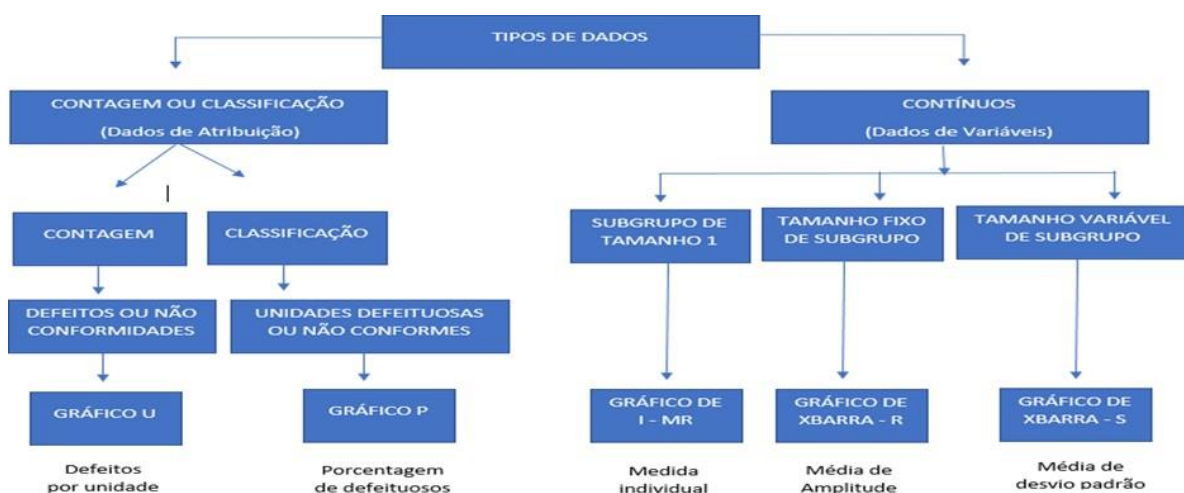 TIPOS DE DADOS
CONTAGEM OU CLASSIFICAÇÃO
(Dados de Atribuição)
CONTÍNUOS
(Dados de Variáveis)
CONTAGEM
CLASSIFICAÇÃO
SUBGRUPO DE
TAMANHO 1
TAMANHO FIXO
DE SUBGRUPO
TAMANHO VARIÁVEL
DE SUBGRUPO
DEFEITOS OU NÃO
CONFORMIDADES
UNIDADES DEFEITUOSAS
OU NÃO CONFORMES
GRÁFICO U
GRÁFICO P
GRÁFICO DE
I - MR
GRÁFICO DE
XBARRA - R
GRÁFICO DE
XBARRA - S
Defeitos
por unidade
Porcentagem
de defeituosos
Medida
individual
Média de
Amplitude
Média de
desvio padrão